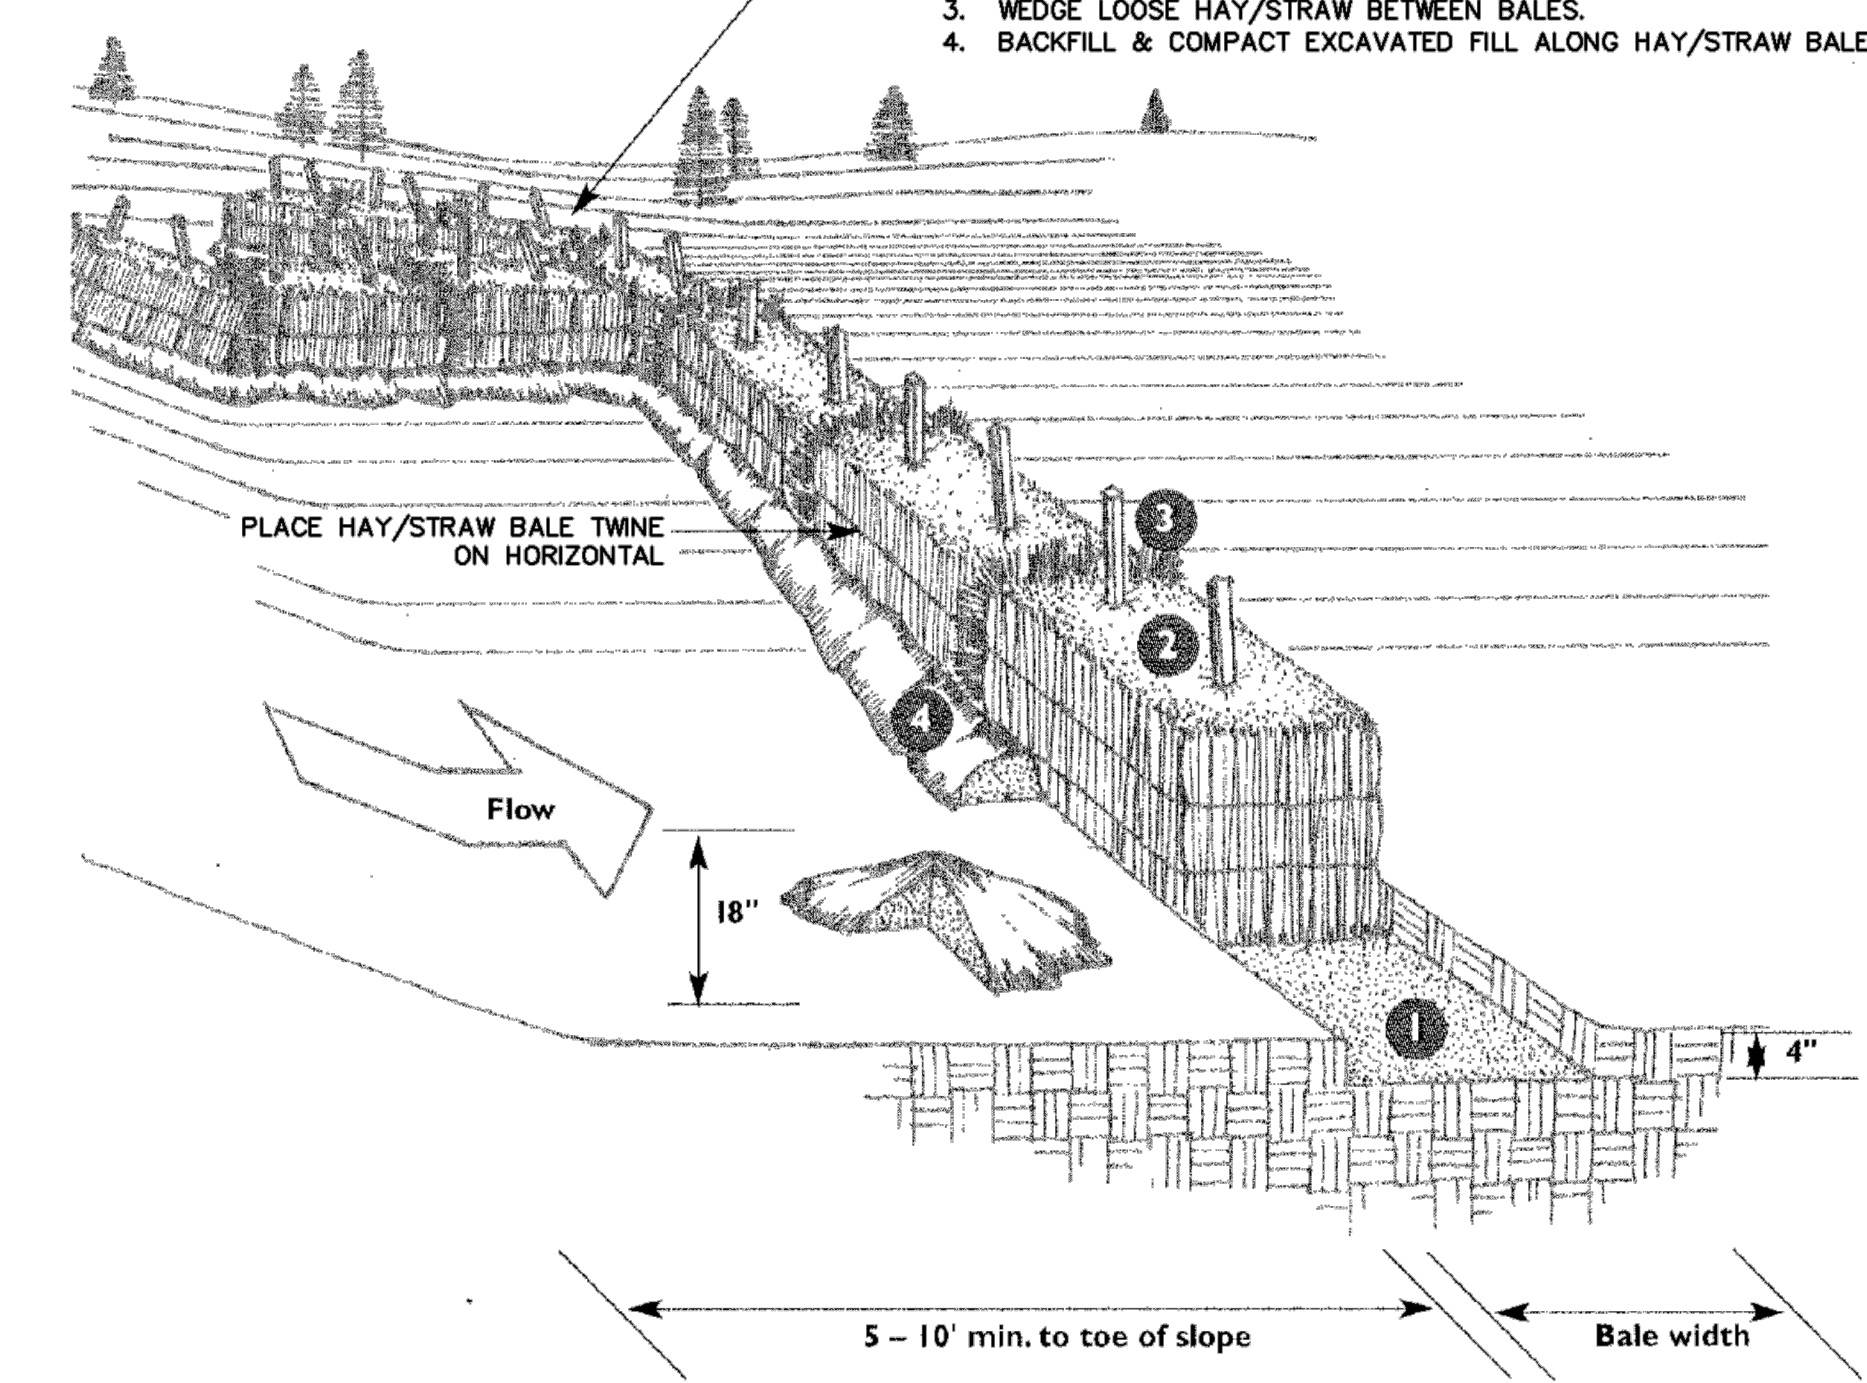 3. WEDGE LOOSE HAY/STRAW BETWEEN BALES.
4. BACKFILL & COMPACT EXCAVATED FILL ALONG HAY/STRAW BALE
PLACE HAY/STRAW BALE TWINE
ON HORIZONTAL
3
2
4
Flow
18"
1
4"
5 – 10' min. to toe of slope
Bale width